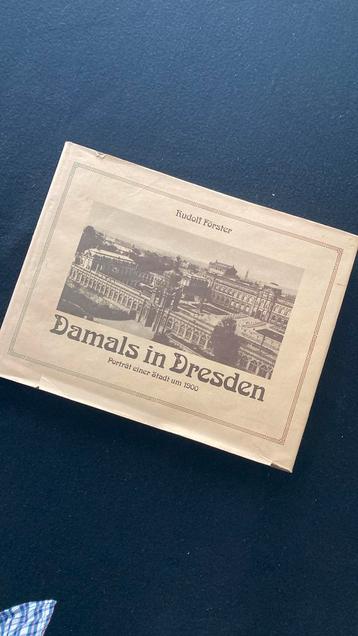 Rudolf Förster
Damals in Dresden
Porträt einer Stadt um 1900